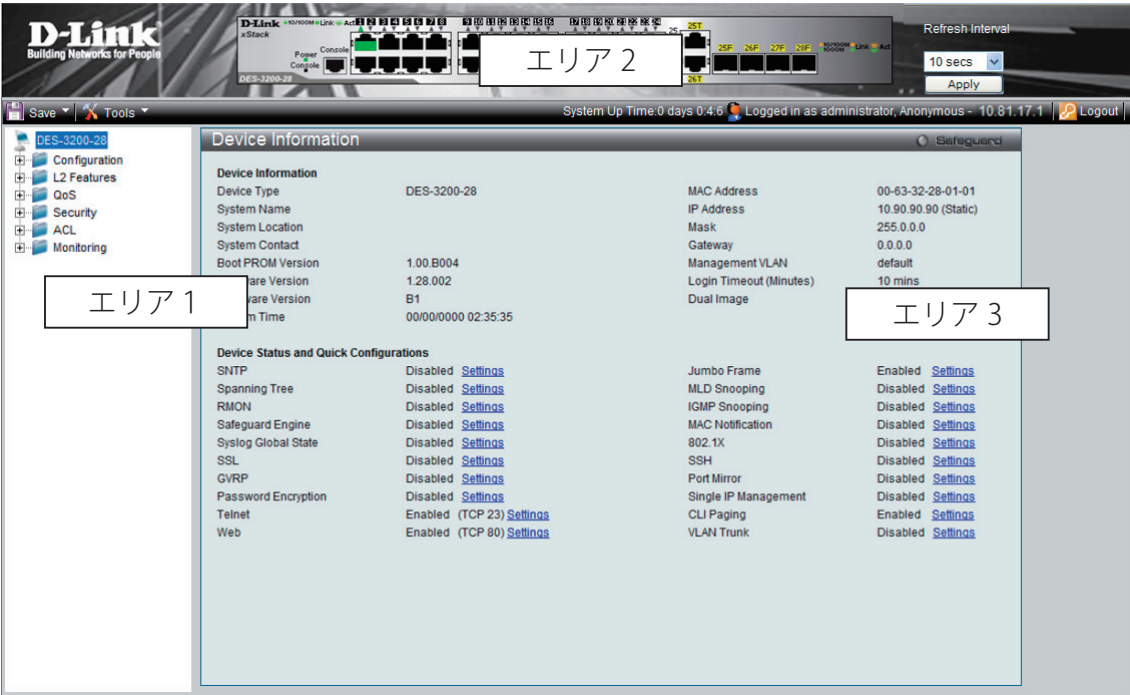 D-Link
Building Networks for People
D-Link 10/100M Link Act
xStack
Power Console
Console
DES-3200-28
25
25T
26T
25F 26F 27F 28F
Link Act
エリア 2
Refresh Interval
10 secs
Apply
Save Tools
System Up Time:0 days 0:4:6 Logged in as administrator, Anonymous - 10.81.17.1 Logout
DES-3200-28
Configuration
L2 Features
QoS
Security
ACL
Monitoring
エリア 1
Device Information
Safeguard
Device Information
Device Type DES-3200-28 MAC Address 00-63-32-28-01-01
System Name IP Address 10.90.90.90 (Static)
System Location Mask 255.0.0.0
System Contact Gateway 0.0.0.0
Boot PROM Version 1.00.B004 Management VLAN default
Version 1.28.002 Login Timeout (Minutes) 10 mins
Version B1 Dual Image
Time 00/00/0000 02:35:35
エリア 3
Device Status and Quick Configurations
SNTP Disabled Settings Jumbo Frame Enabled Settings
Spanning Tree Disabled Settings MLD Snooping Disabled Settings
RMON Disabled Settings IGMP Snooping Disabled Settings
Safeguard Engine Disabled Settings MAC Notification Disabled Settings
Syslog Global State Disabled Settings 802.1X Disabled Settings
SSL Disabled Settings SSH Disabled Settings
GVRP Disabled Settings Port Mirror Disabled Settings
Password Encryption Disabled Settings Single IP Management Disabled Settings
Telnet Enabled (TCP 23) Settings CLI Paging Enabled Settings
Web Enabled (TCP 80) Settings VLAN Trunk Disabled Settings